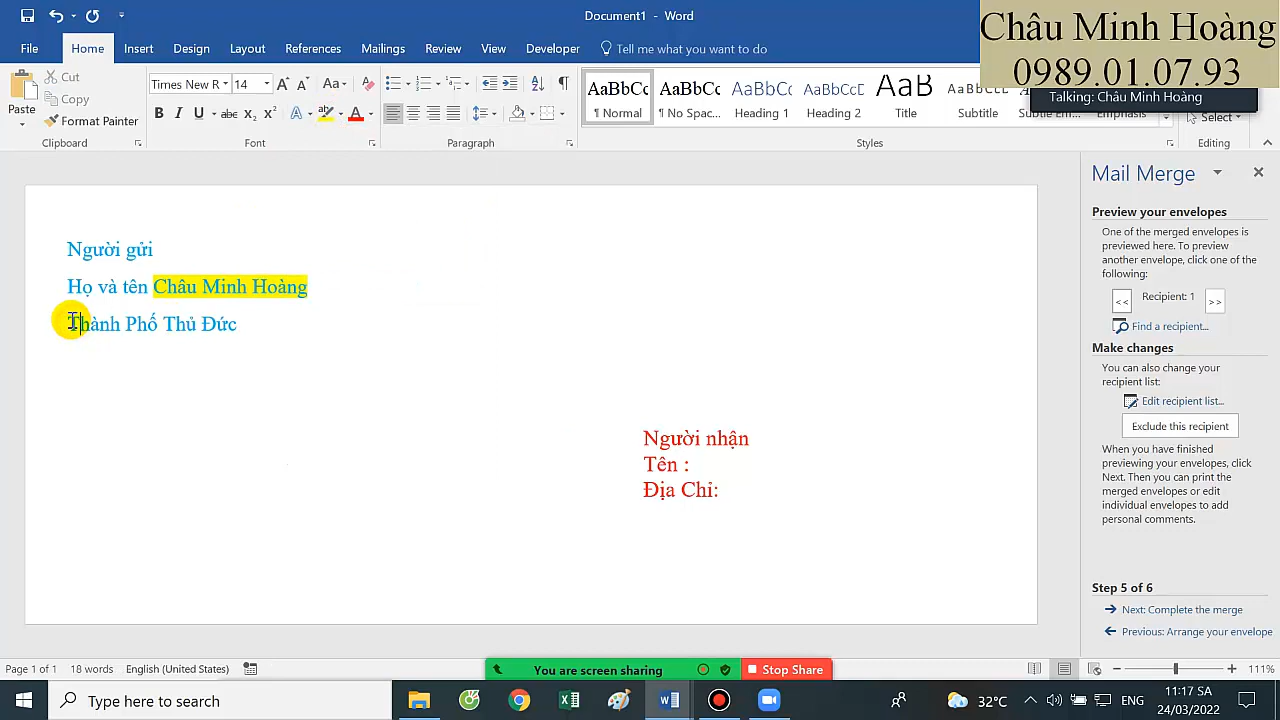 Document1 - Word
Châu Minh Hoàng
0989.01.07.93
Talking: Châu Minh Hoàng
File Home Insert Design Layout References Mailings Review View Developer Tell me what you want to do
Paste
Cut
Copy
Format Painter
Clipboard
Times New R 14
Font
Paragraph
AaBbCc AaBbCc AaBbC AaBbCcE AaB AaBbCcC
¶ Normal ¶ No Spac... Heading 1 Heading 2 Title Subtitle Subtle Em... Emphasis
Styles
Select
Editing
Người gửi
Họ và tên Châu Minh Hoàng
Thành Phố Thủ Đức
Người nhận
Tên :
Địa Chỉ:
Mail Merge
Preview your envelopes
One of the merged envelopes is
previewed here. To preview
another envelope, click one of the
following:
<< Recipient: 1 >>
Find a recipient...
Make changes
You can also change your
recipient list:
Edit recipient list...
Exclude this recipient
When you have finished
previewing your envelopes, click
Next. Then you can print the
merged envelopes or edit
individual envelopes to add
personal comments.
Step 5 of 6
Next: Complete the merge
Previous: Arrange your envelope
Page 1 of 1 18 words English (United States)
You are screen sharing Stop Share
111%
Type here to search
32°C
ENG
11:17 SA
24/03/2022